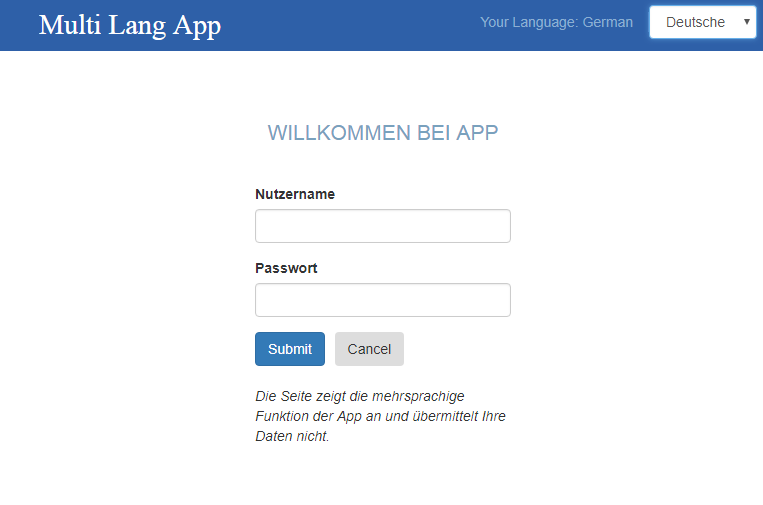 Multi Lang App
Your Language: German
Deutsche
WILLKOMMEN BEI APP
Nutzername
Passwort
Submit
Cancel
Die Seite zeigt die mehrsprachige
Funktion der App an und übermittelt Ihre
Daten nicht.